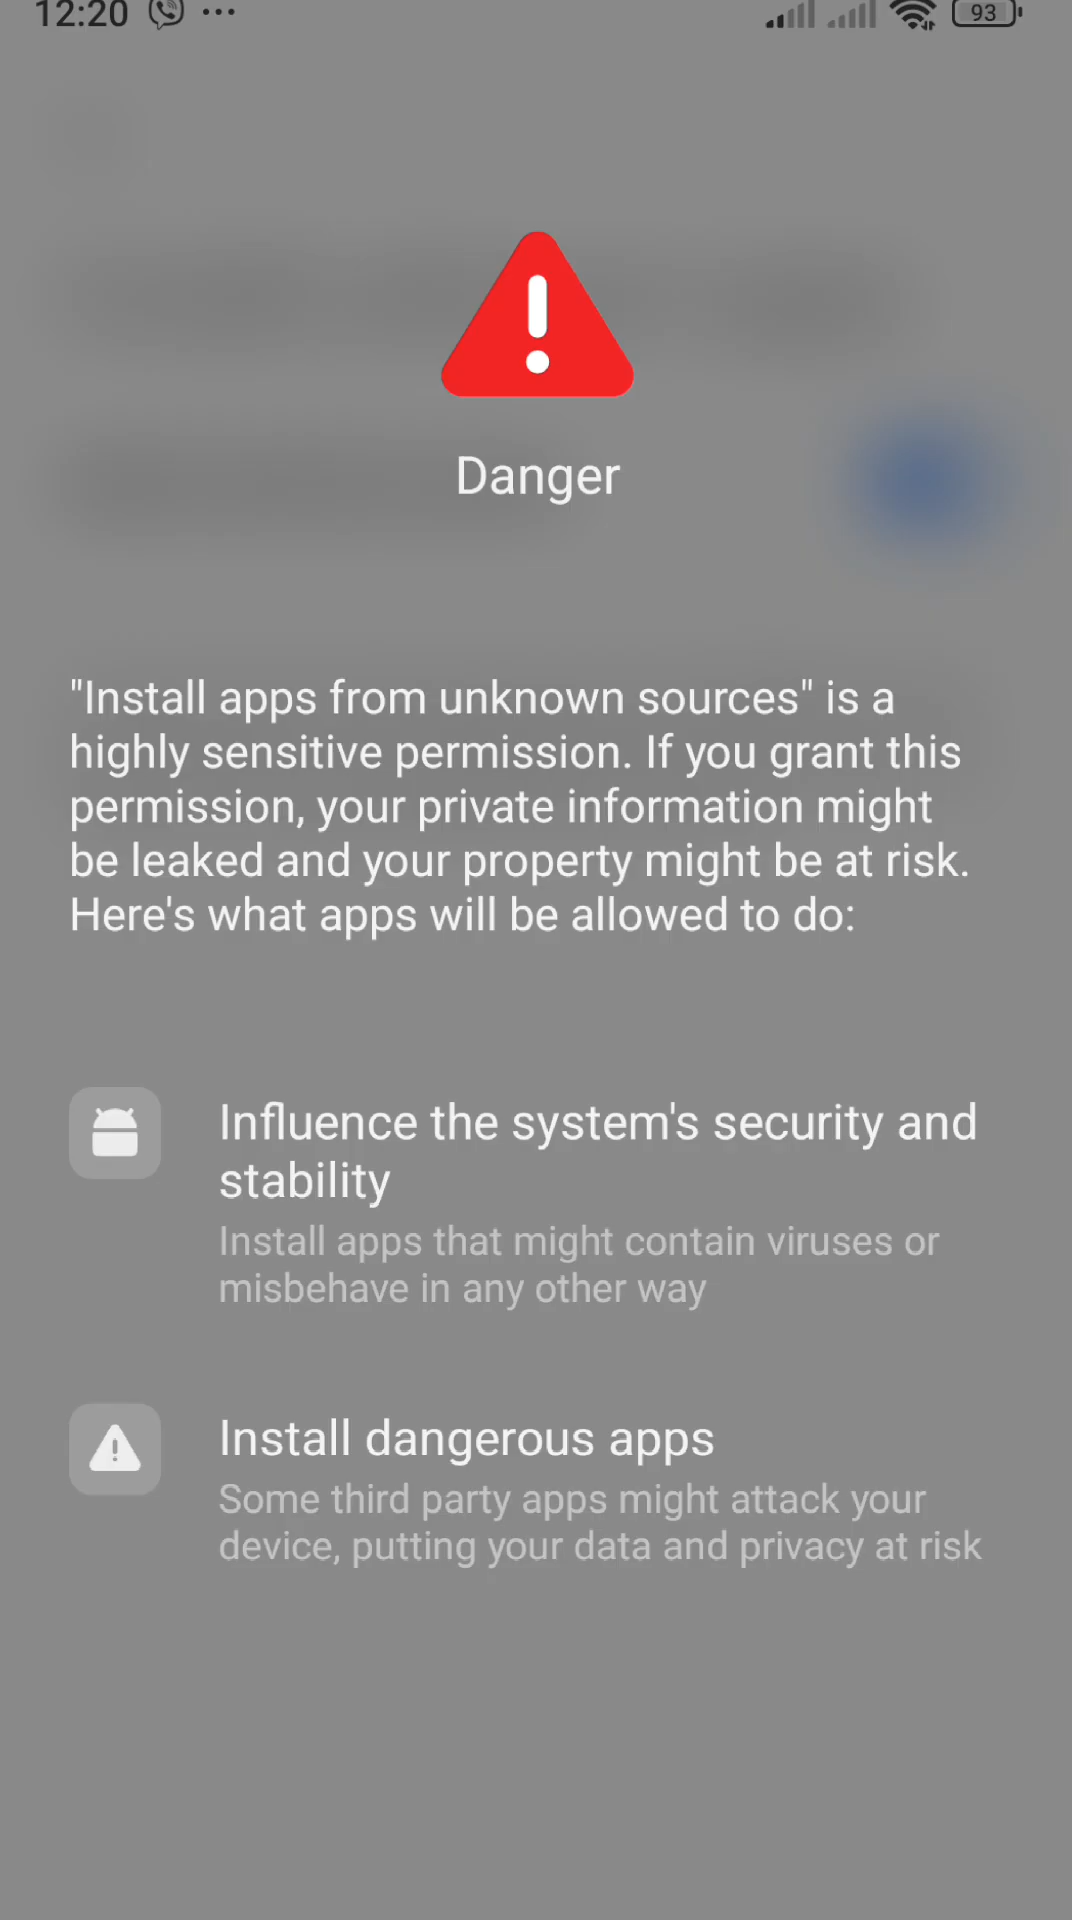 12:20 ...
93
Danger
"Install apps from unknown sources" is a
highly sensitive permission. If you grant this
permission, your private information might
be leaked and your property might be at risk.
Here's what apps will be allowed to do:
Influence the system's security and
stability
Install apps that might contain viruses or
misbehave in any other way
Install dangerous apps
Some third party apps might attack your
device, putting your data and privacy at risk